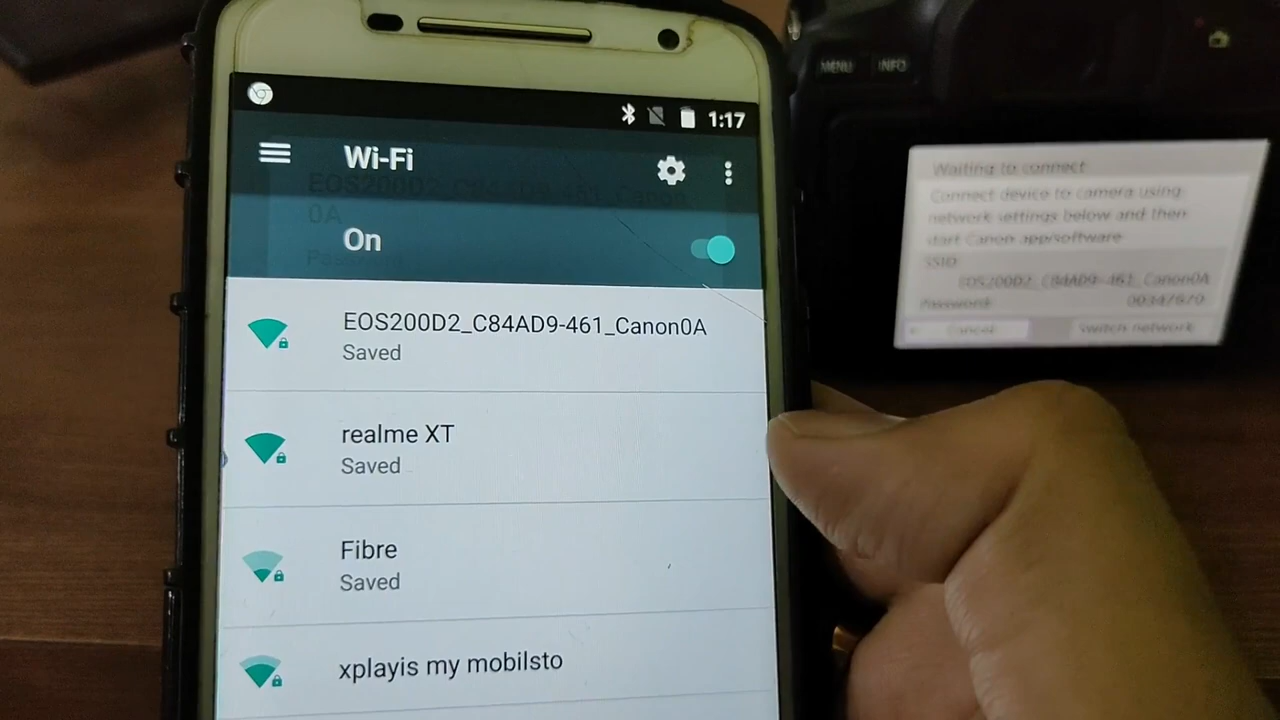 1:17
Wi-Fi
On
EOS200D2_C84AD9-461_Canon0A
Saved
realme XT
Saved
Fibre
Saved
xplayis my mobilsto
MENU INFO
Waiting to connect
Connect device to camera using
network settings below and then
start Canon app/software
SSID:
EOS200D2_C84AD9-461_Canon0A
Password:
Cancel Switch network